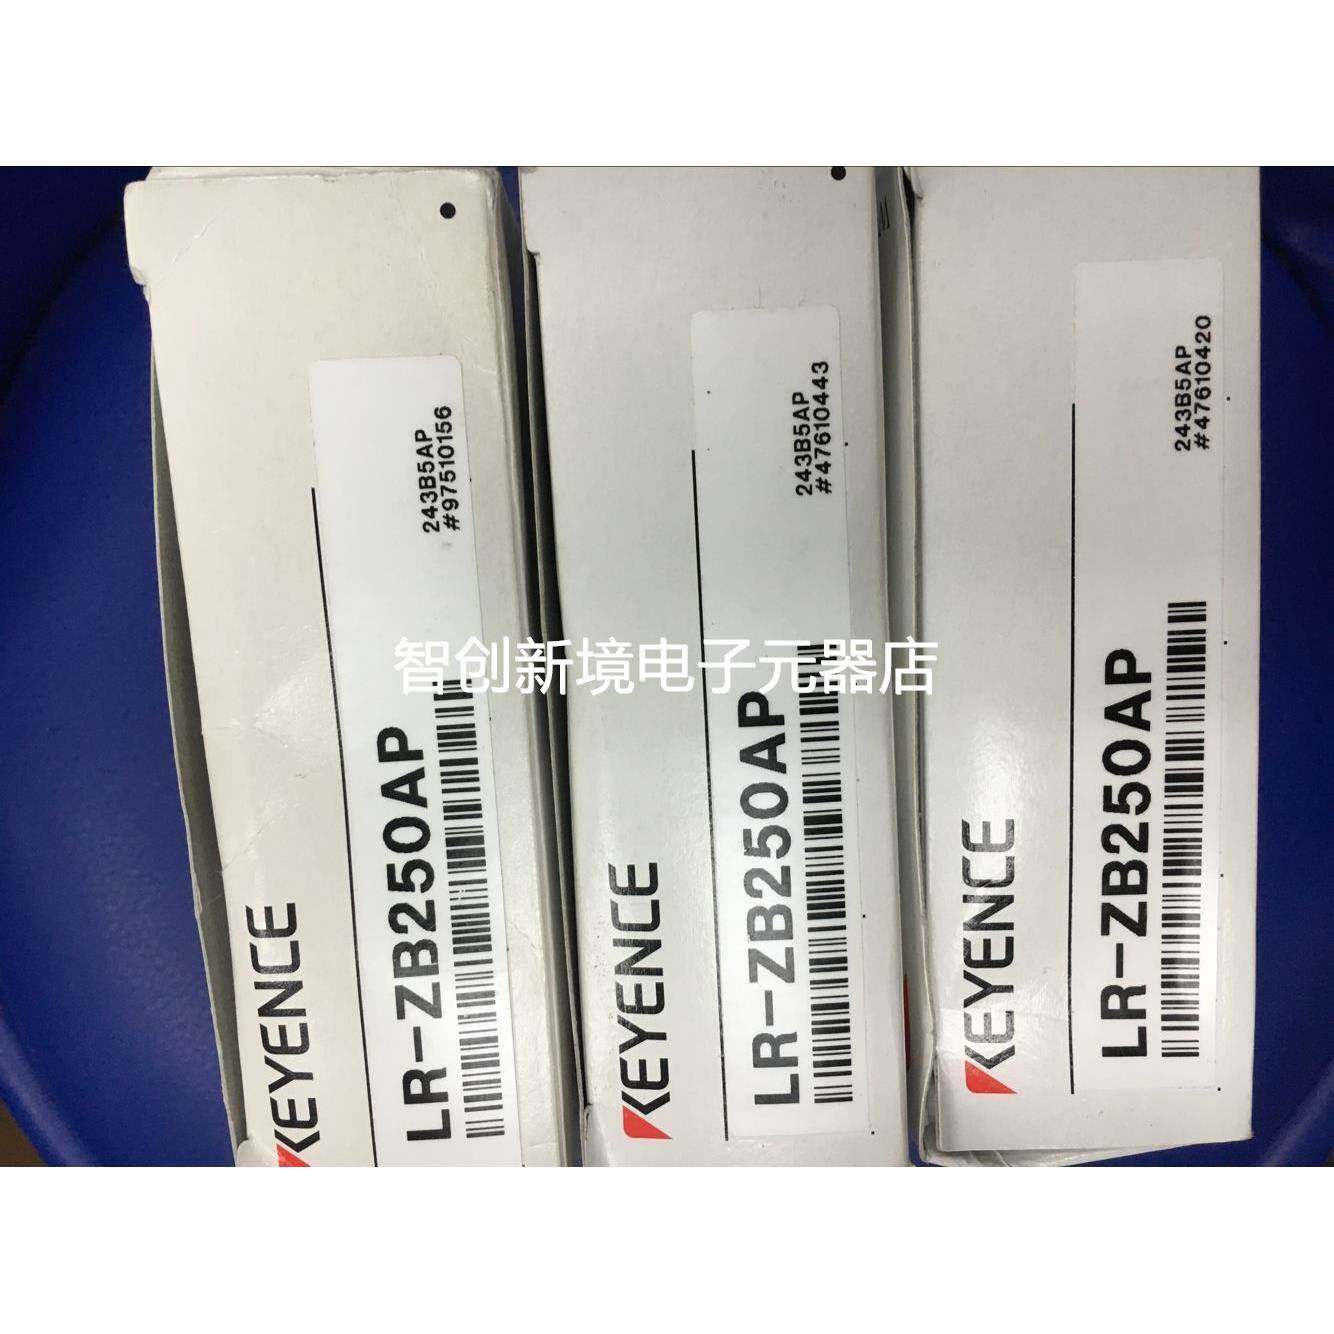 KEYENCE
LR-ZB250AP
243B5AP
#97510156
KEYENCE
LR-ZB250AP
243B5AP
#47610443
KEYENCE
LR-ZB250AP
243B5AP
#47610420
智创新境电子元器店